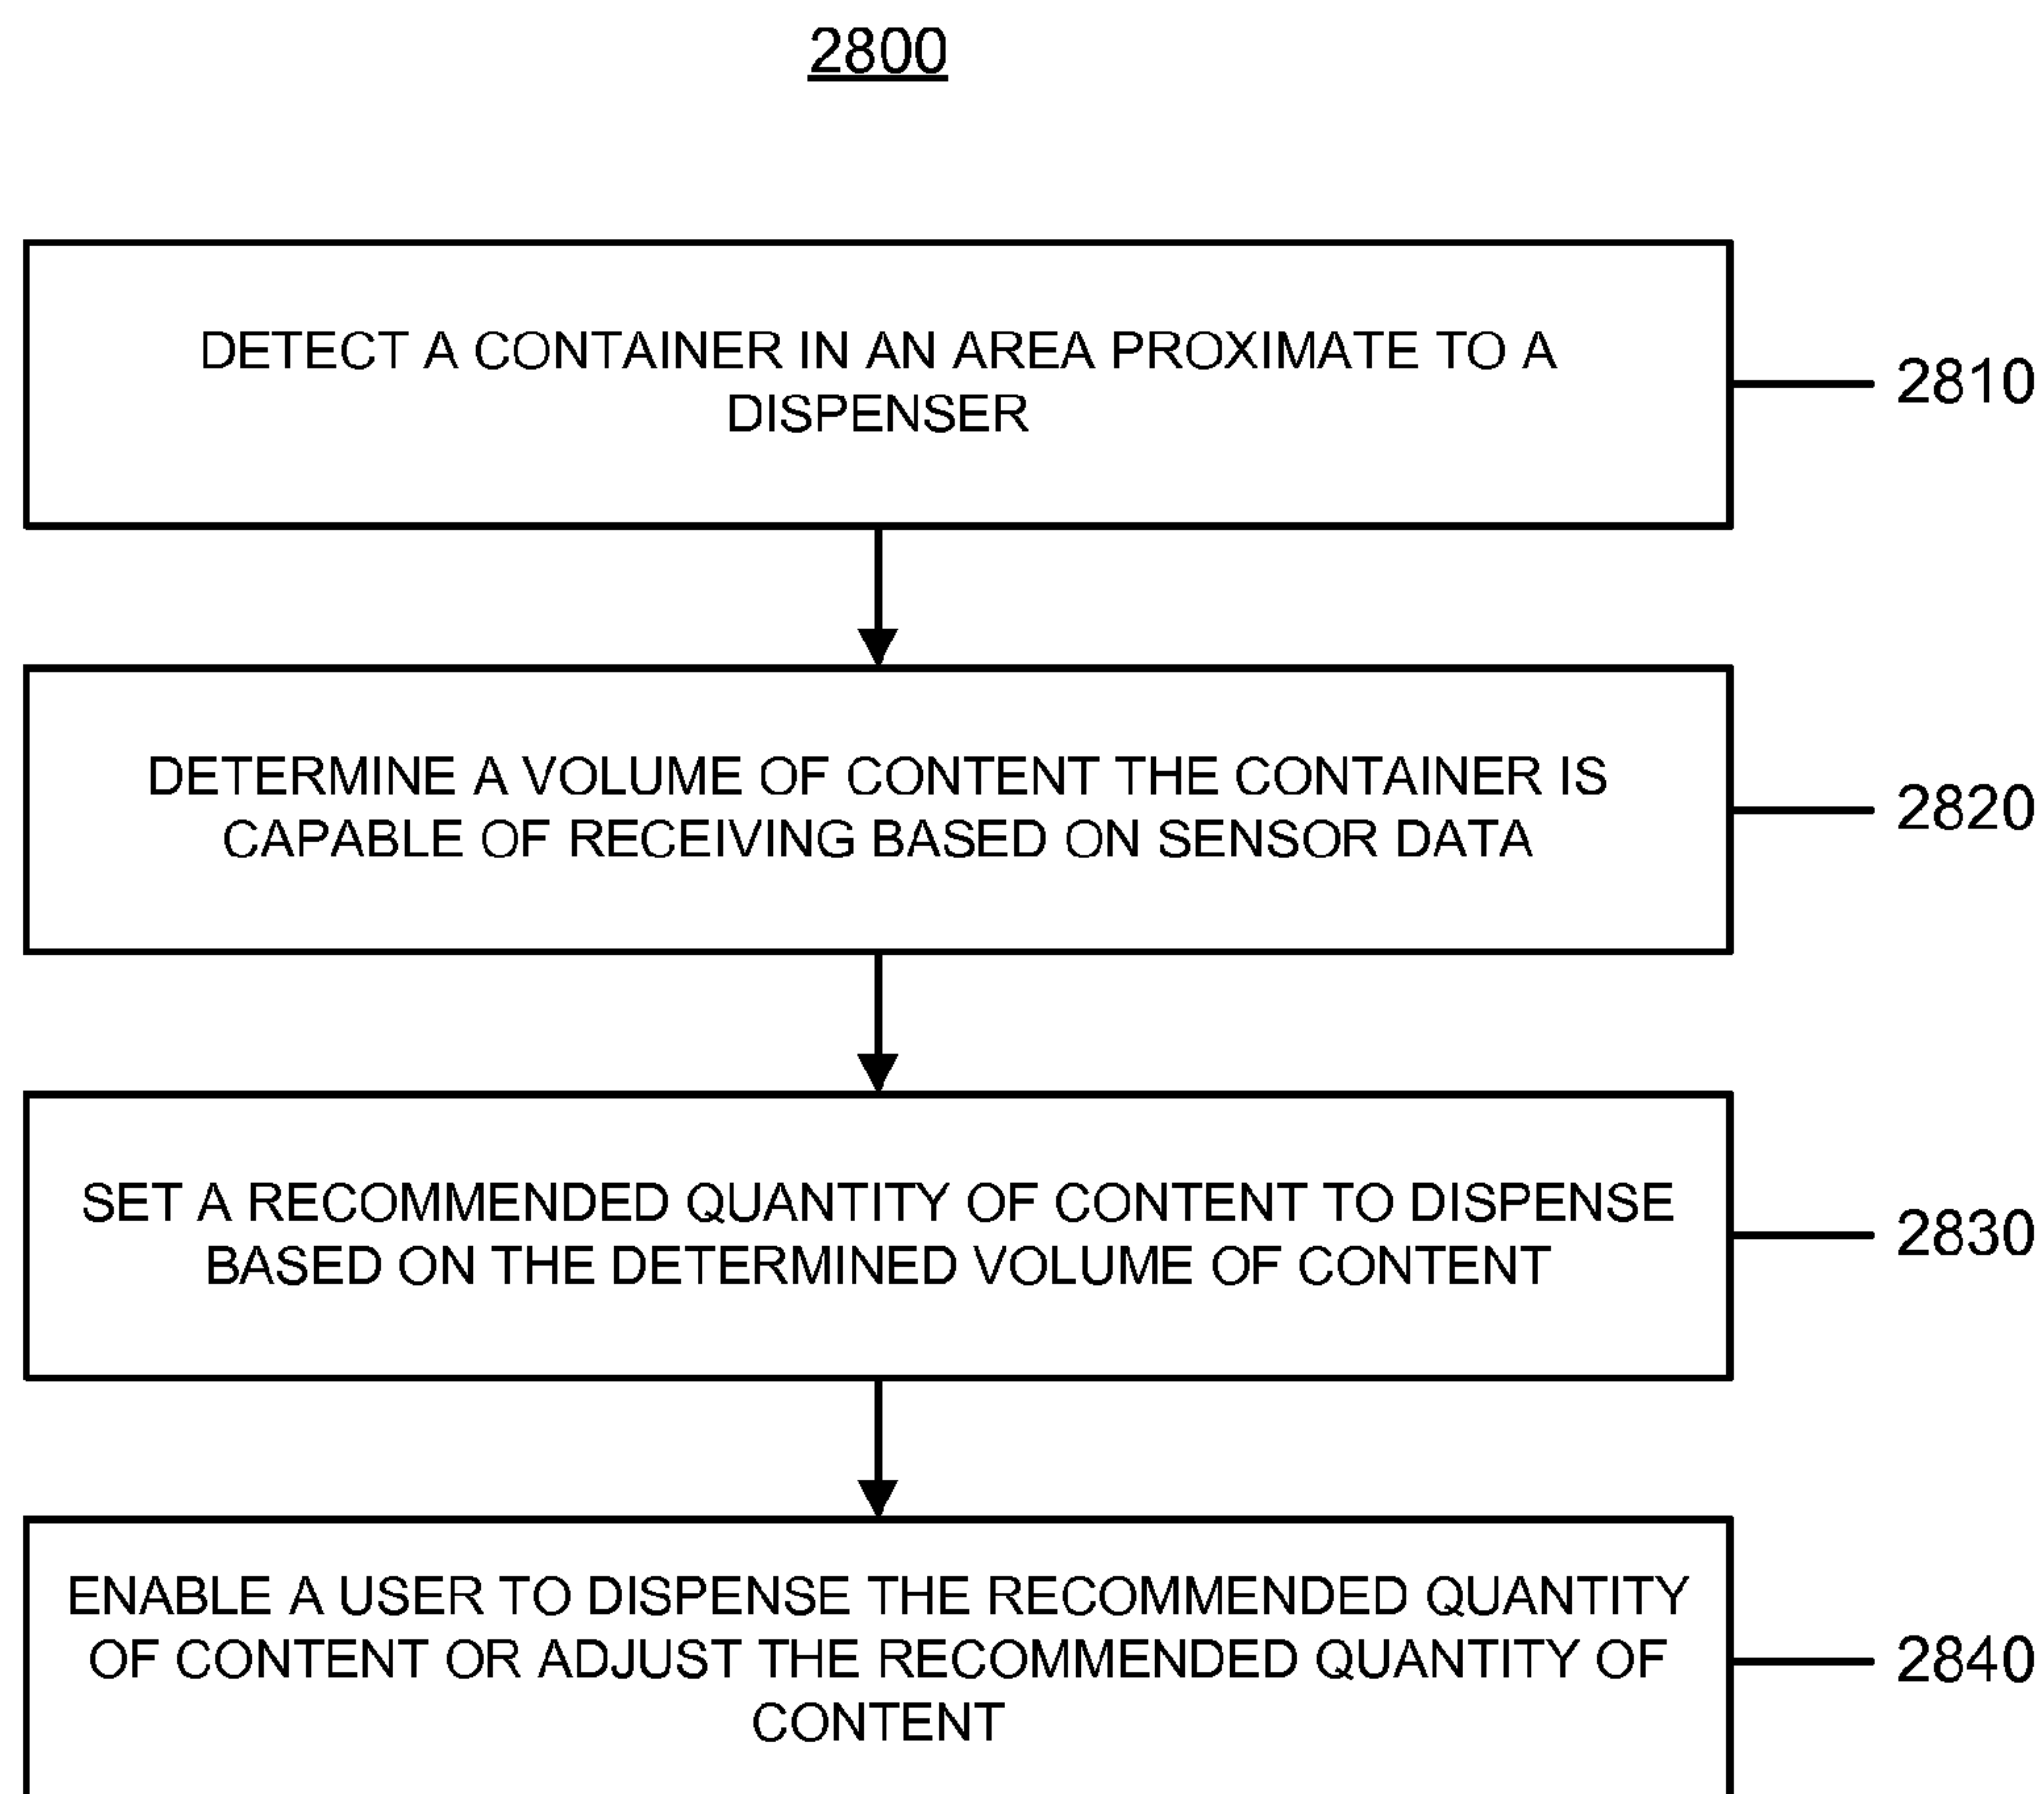 2800
DETECT A CONTAINER IN AN AREA PROXIMATE TO A
DISPENSER
2810
DETERMINE A VOLUME OF CONTENT THE CONTAINER IS
CAPABLE OF RECEIVING BASED ON SENSOR DATA
2820
SET A RECOMMENDED QUANTITY OF CONTENT TO DISPENSE
BASED ON THE DETERMINED VOLUME OF CONTENT
2830
ENABLE A USER TO DISPENSE THE RECOMMENDED QUANTITY
OF CONTENT OR ADJUST THE RECOMMENDED QUANTITY OF
CONTENT
2840